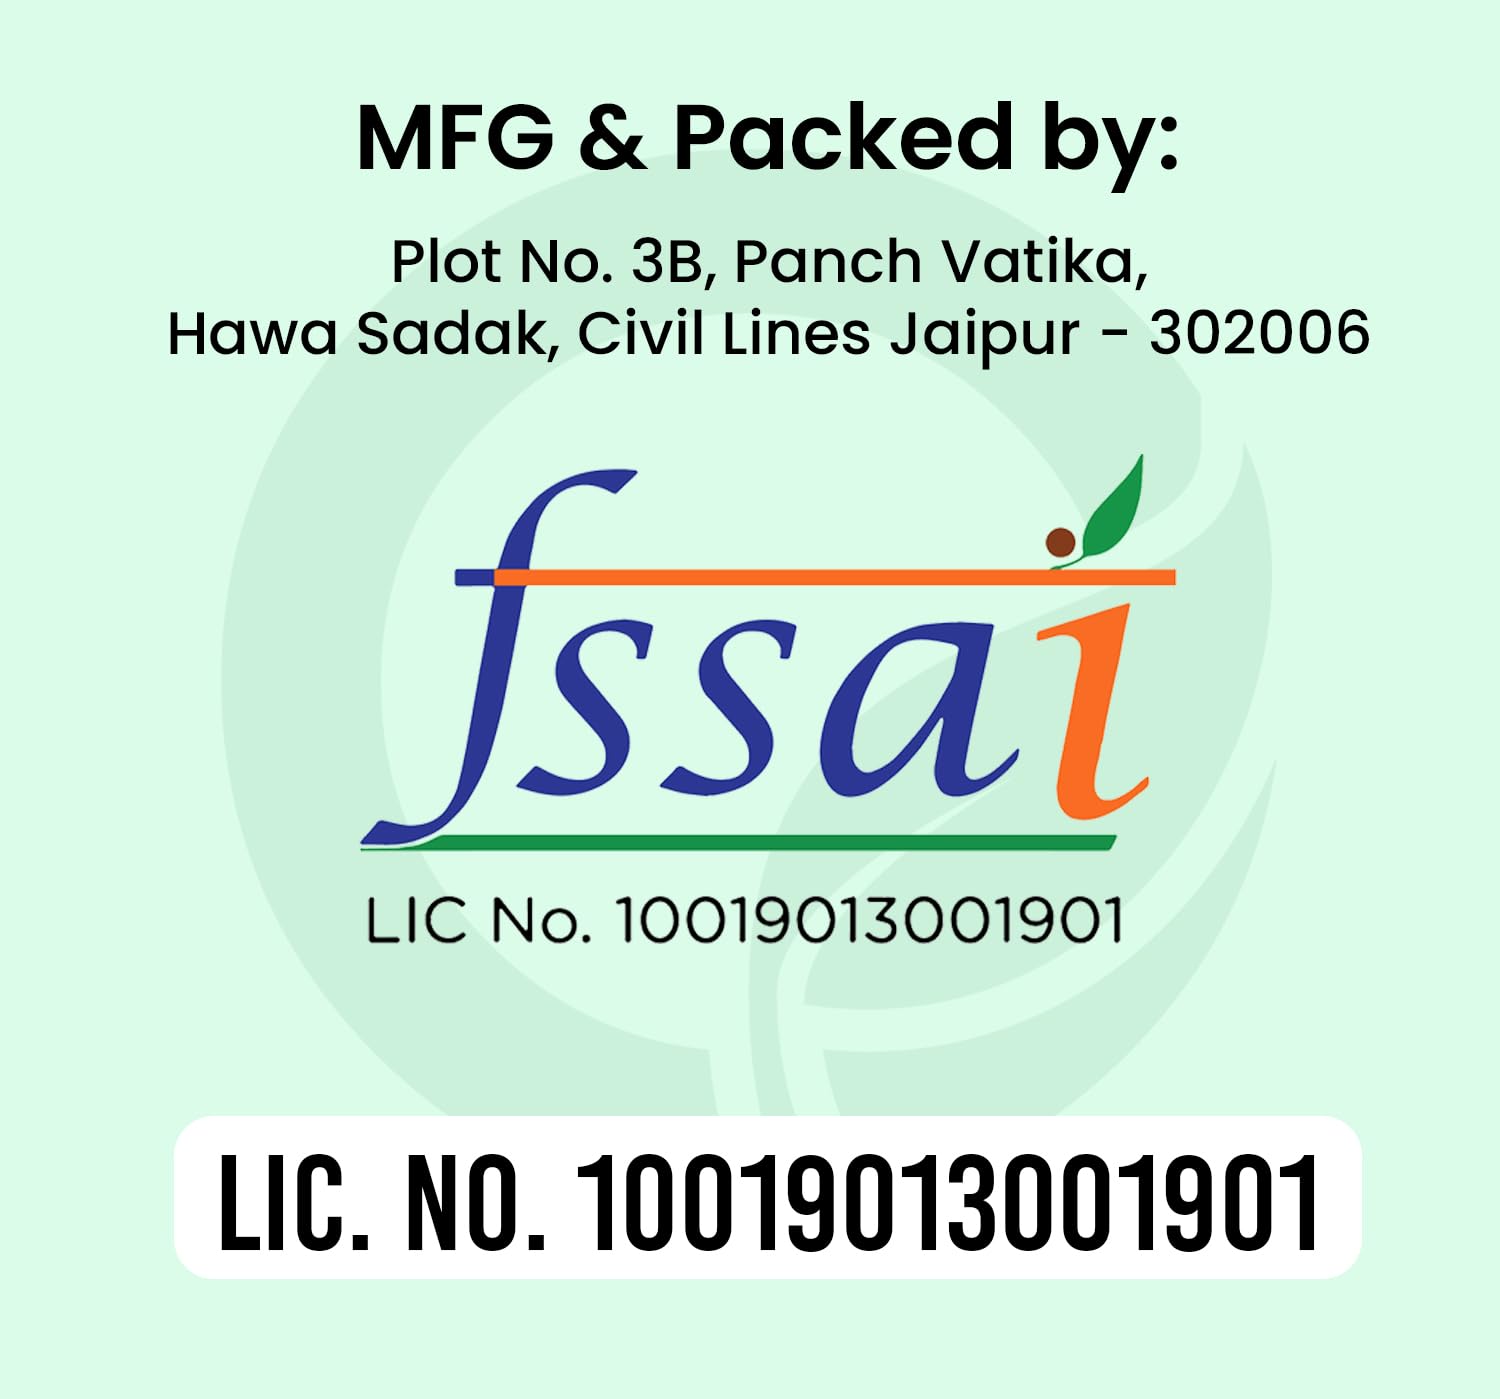 MFG & Packed by:
Plot No. 3B, Panch Vatika,
Hawa Sadak, Civil Lines Jaipur - 302006
fssai
LIC No. 10019013001901
LIC. NO. 10019013001901